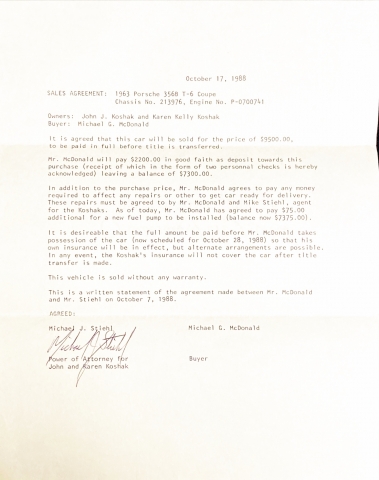 October 17, 1988
SALES AGREEMENT: 1963 Porsche 356B T-6 Coupe
Chassis No. 213976, Engine No. P-0700741
Owners: John J. Koshak and Karen Kelly Koshak
Buyer: Michael G. McDonald
It is agreed that this car will be sold for the price of $9500.00,
to be paid in full before title is transferred.
Mr. McDonald will pay $2200.00 in good faith as deposit towards this
purchase (receipt of which in the form of two personnal checks is hereby
acknowledged) leaving a balance of $7300.00.
In addition to the purchase price, Mr. McDonald agrees to pay any money
required to affect any repairs or other to get car ready for delivery.
These repairs must be agreed to by Mr. McDonald and Mike Stiehl, agent
for the Koshaks. As of today, Mr. McDonald has agreed to pay $75.00
additional for a new fuel pump to be installed (balance now $7375.00).
It is desireable that the full amount be paid before Mr. McDonald takes
possession of the car (now scheduled for October 28, 1988) so that his
own insurance will be in effect, but alternate arrangements are possible.
In any event, the Koshak's insurance will not cover the car after title
transfer is made.
This vehicle is sold without any warranty.
This is a written statement of the agreement made between Mr. McDonald
and Mr. Stiehl on October 7, 1988.
AGREED:
Michael J. Stiehl Michael G. McDonald
Michael J Stiehl
Power of Attorney for Buyer
John and Karen Koshak